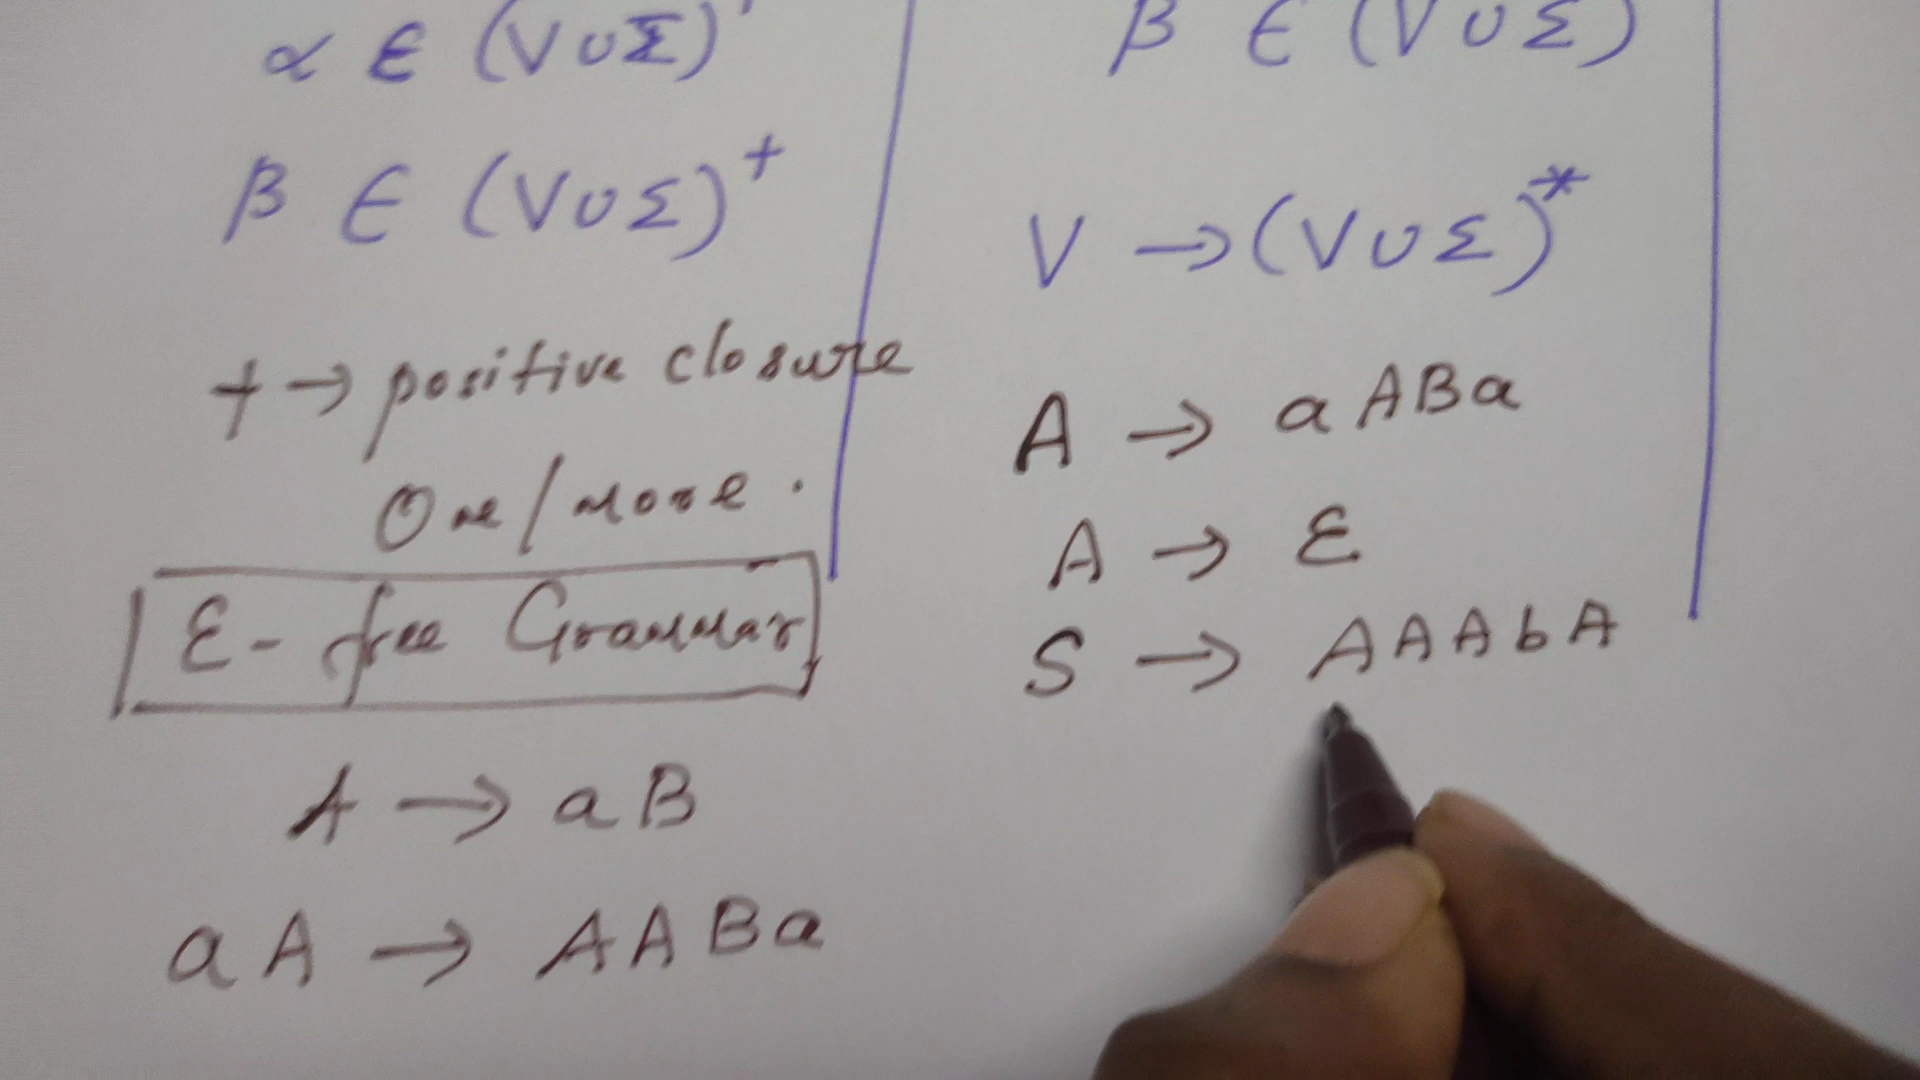 α ∈ (V∪Σ)
β ∈ (V∪Σ)⁺
+ → positive closure
One/more.
ε-free Grammar
A → aB
aA → AABa
β ∈ (V∪Σ)
V → (V∪Σ)*
A → aABa
A → ε
S → AAAbA